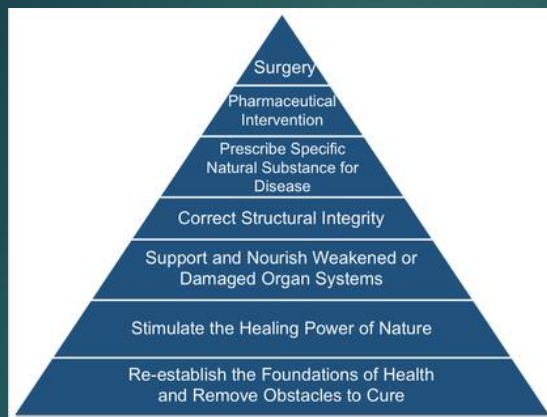 Surgery
Pharmaceutical
Intervention
Prescribe Specific
Natural Substance for
Disease
Correct Structural Integrity
Support and Nourish Weakened or
Damaged Organ Systems
Stimulate the Healing Power of Nature
Re-establish the Foundations of Health
and Remove Obstacles to Cure